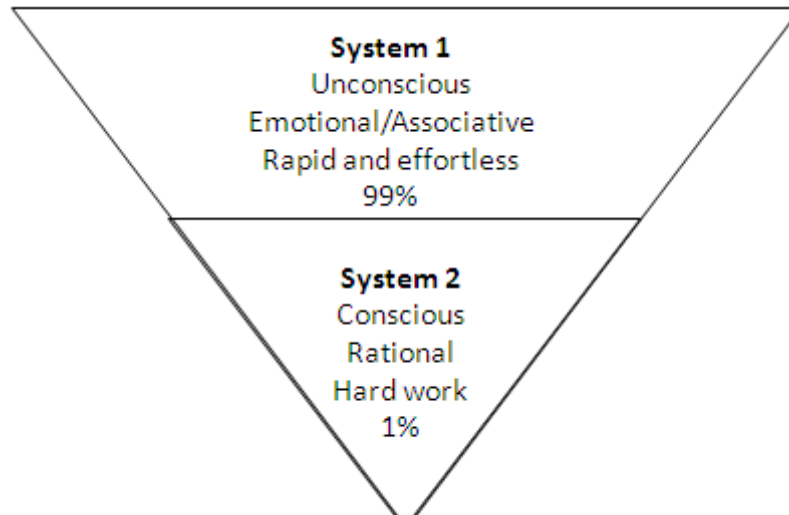 System 1
Unconscious
Emotional/Associative
Rapid and effortless
99%
System 2
Conscious
Rational
Hard work
1%